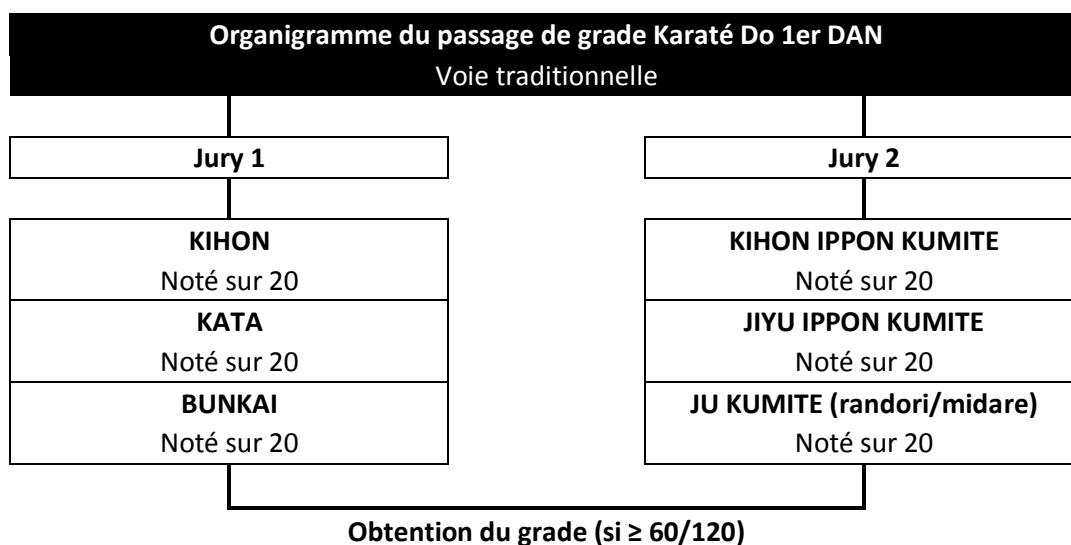 Organigramme du passage de grade Karaté Do 1er DAN
Voie traditionnelle
Jury 1
KIHON
Noté sur 20
KATA
Noté sur 20
BUNKAI
Noté sur 20
Jury 2
KIHON IPPON KUMITE
Noté sur 20
JIYU IPPON KUMITE
Noté sur 20
JU KUMITE (randori/midare)
Noté sur 20
Obtention du grade (si ≥ 60/120)